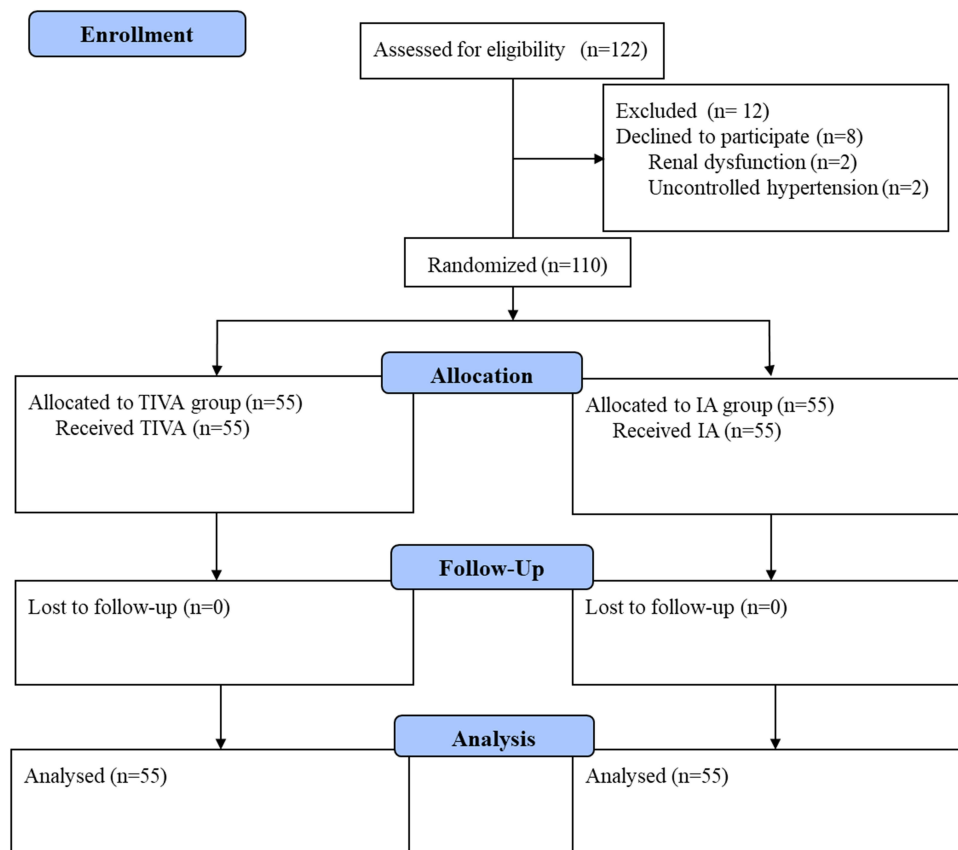 Enrollment
Assessed for eligibility (n=122)
Excluded (n= 12)
Declined to participate (n=8)
Renal dysfunction (n=2)
Uncontrolled hypertension (n=2)
Randomized (n=110)
Allocation
Allocated to TIVA group (n=55)
Received TIVA (n=55)
Allocated to IA group (n=55)
Received IA (n=55)
Follow-Up
Lost to follow-up (n=0)
Lost to follow-up (n=0)
Analysis
Analysed (n=55)
Analysed (n=55)